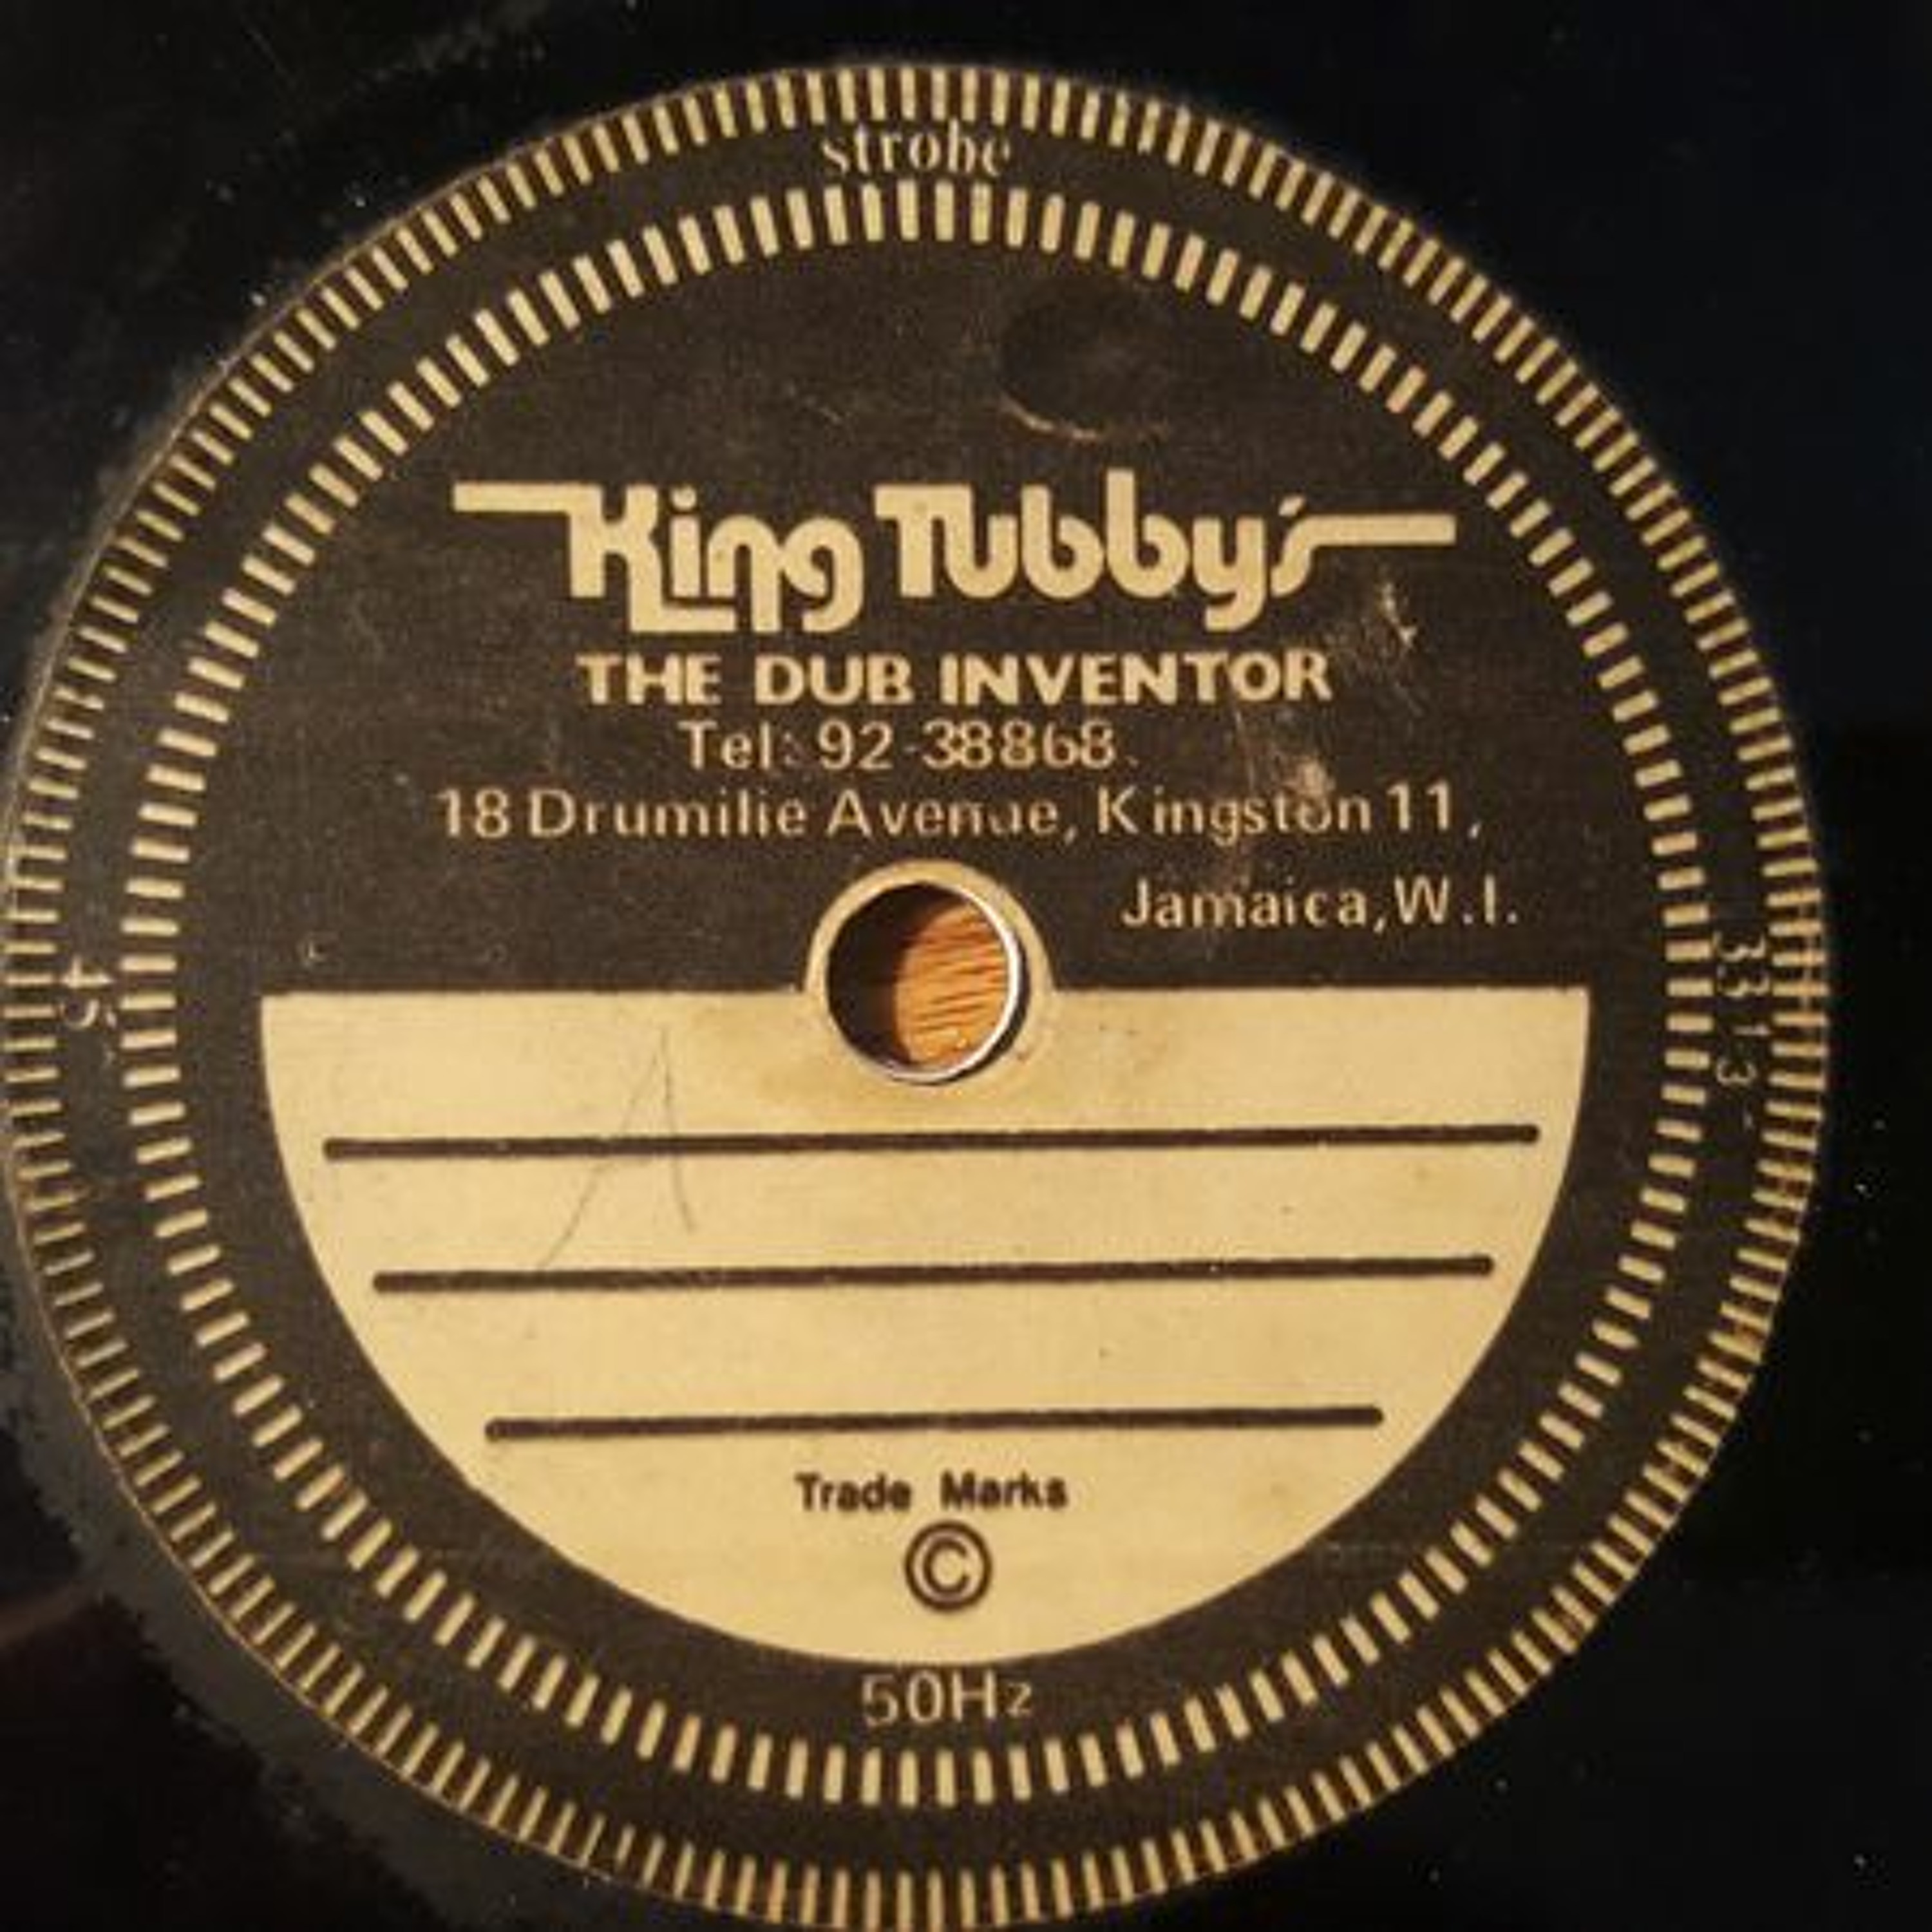 strobe
King Tubby's
THE DUB INVENTOR
Tel: 92-38868.
18 Drumilie Avenue, Kingston 11,
Jamaica, W.I.
45
33 1 3
A
Trade Marks
©
50Hz